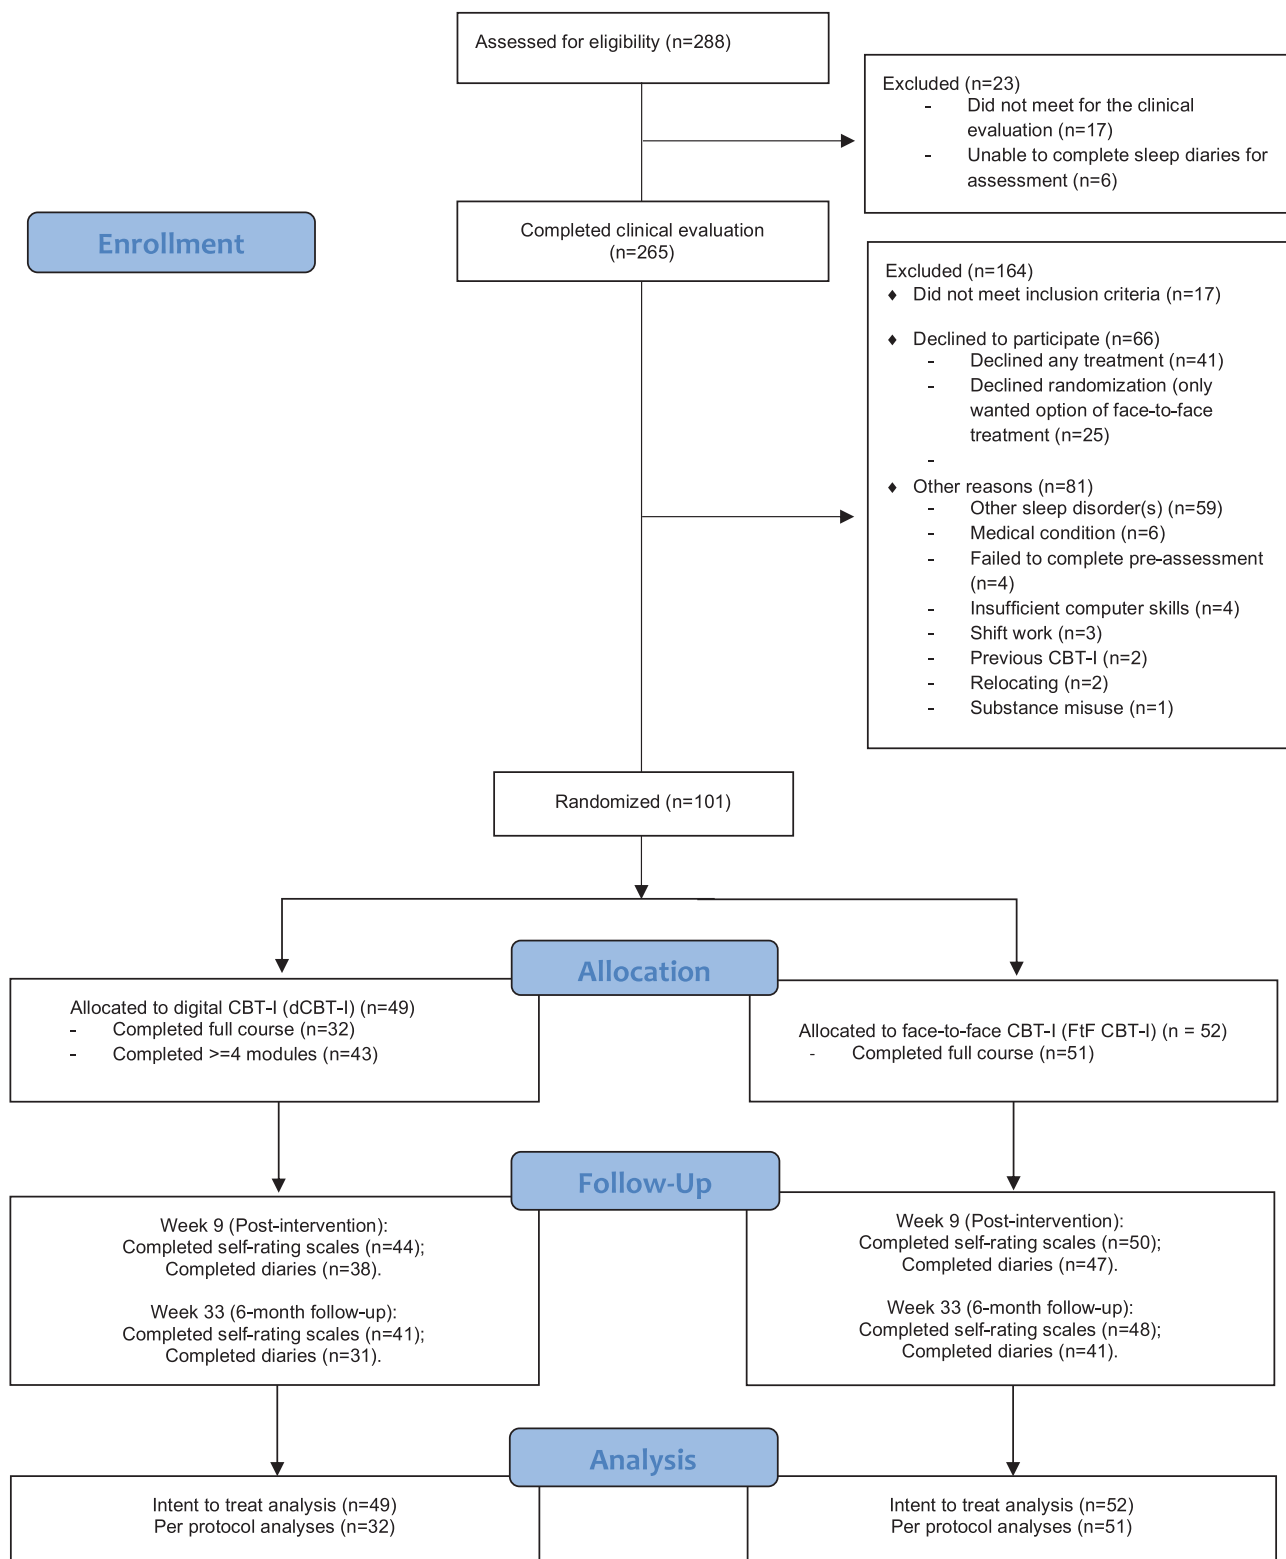 Assessed for eligibility (n=288)
Excluded (n=23)
- Did not meet for the clinical
evaluation (n=17)
- Unable to complete sleep diaries for
assessment (n=6)
Enrollment
Completed clinical evaluation
(n=265)
Excluded (n=164)
♦ Did not meet inclusion criteria (n=17)
♦ Declined to participate (n=66)
- Declined any treatment (n=41)
- Declined randomization (only
wanted option of face-to-face
treatment (n=25)
-
♦ Other reasons (n=81)
- Other sleep disorder(s) (n=59)
- Medical condition (n=6)
- Failed to complete pre-assessment
(n=4)
- Insufficient computer skills (n=4)
- Shift work (n=3)
- Previous CBT-I (n=2)
- Relocating (n=2)
- Substance misuse (n=1)
Randomized (n=101)
Allocation
Allocated to digital CBT-I (dCBT-I) (n=49)
- Completed full course (n=32)
- Completed >=4 modules (n=43)
Allocated to face-to-face CBT-I (FtF CBT-I) (n = 52)
- Completed full course (n=51)
Follow-Up
Week 9 (Post-intervention):
Completed self-rating scales (n=44);
Completed diaries (n=38).
Week 33 (6-month follow-up):
Completed self-rating scales (n=41);
Completed diaries (n=31).
Week 9 (Post-intervention):
Completed self-rating scales (n=50);
Completed diaries (n=47).
Week 33 (6-month follow-up):
Completed self-rating scales (n=48);
Completed diaries (n=41).
Analysis
Intent to treat analysis (n=49)
Per protocol analyses (n=32)
Intent to treat analysis (n=52)
Per protocol analyses (n=51)